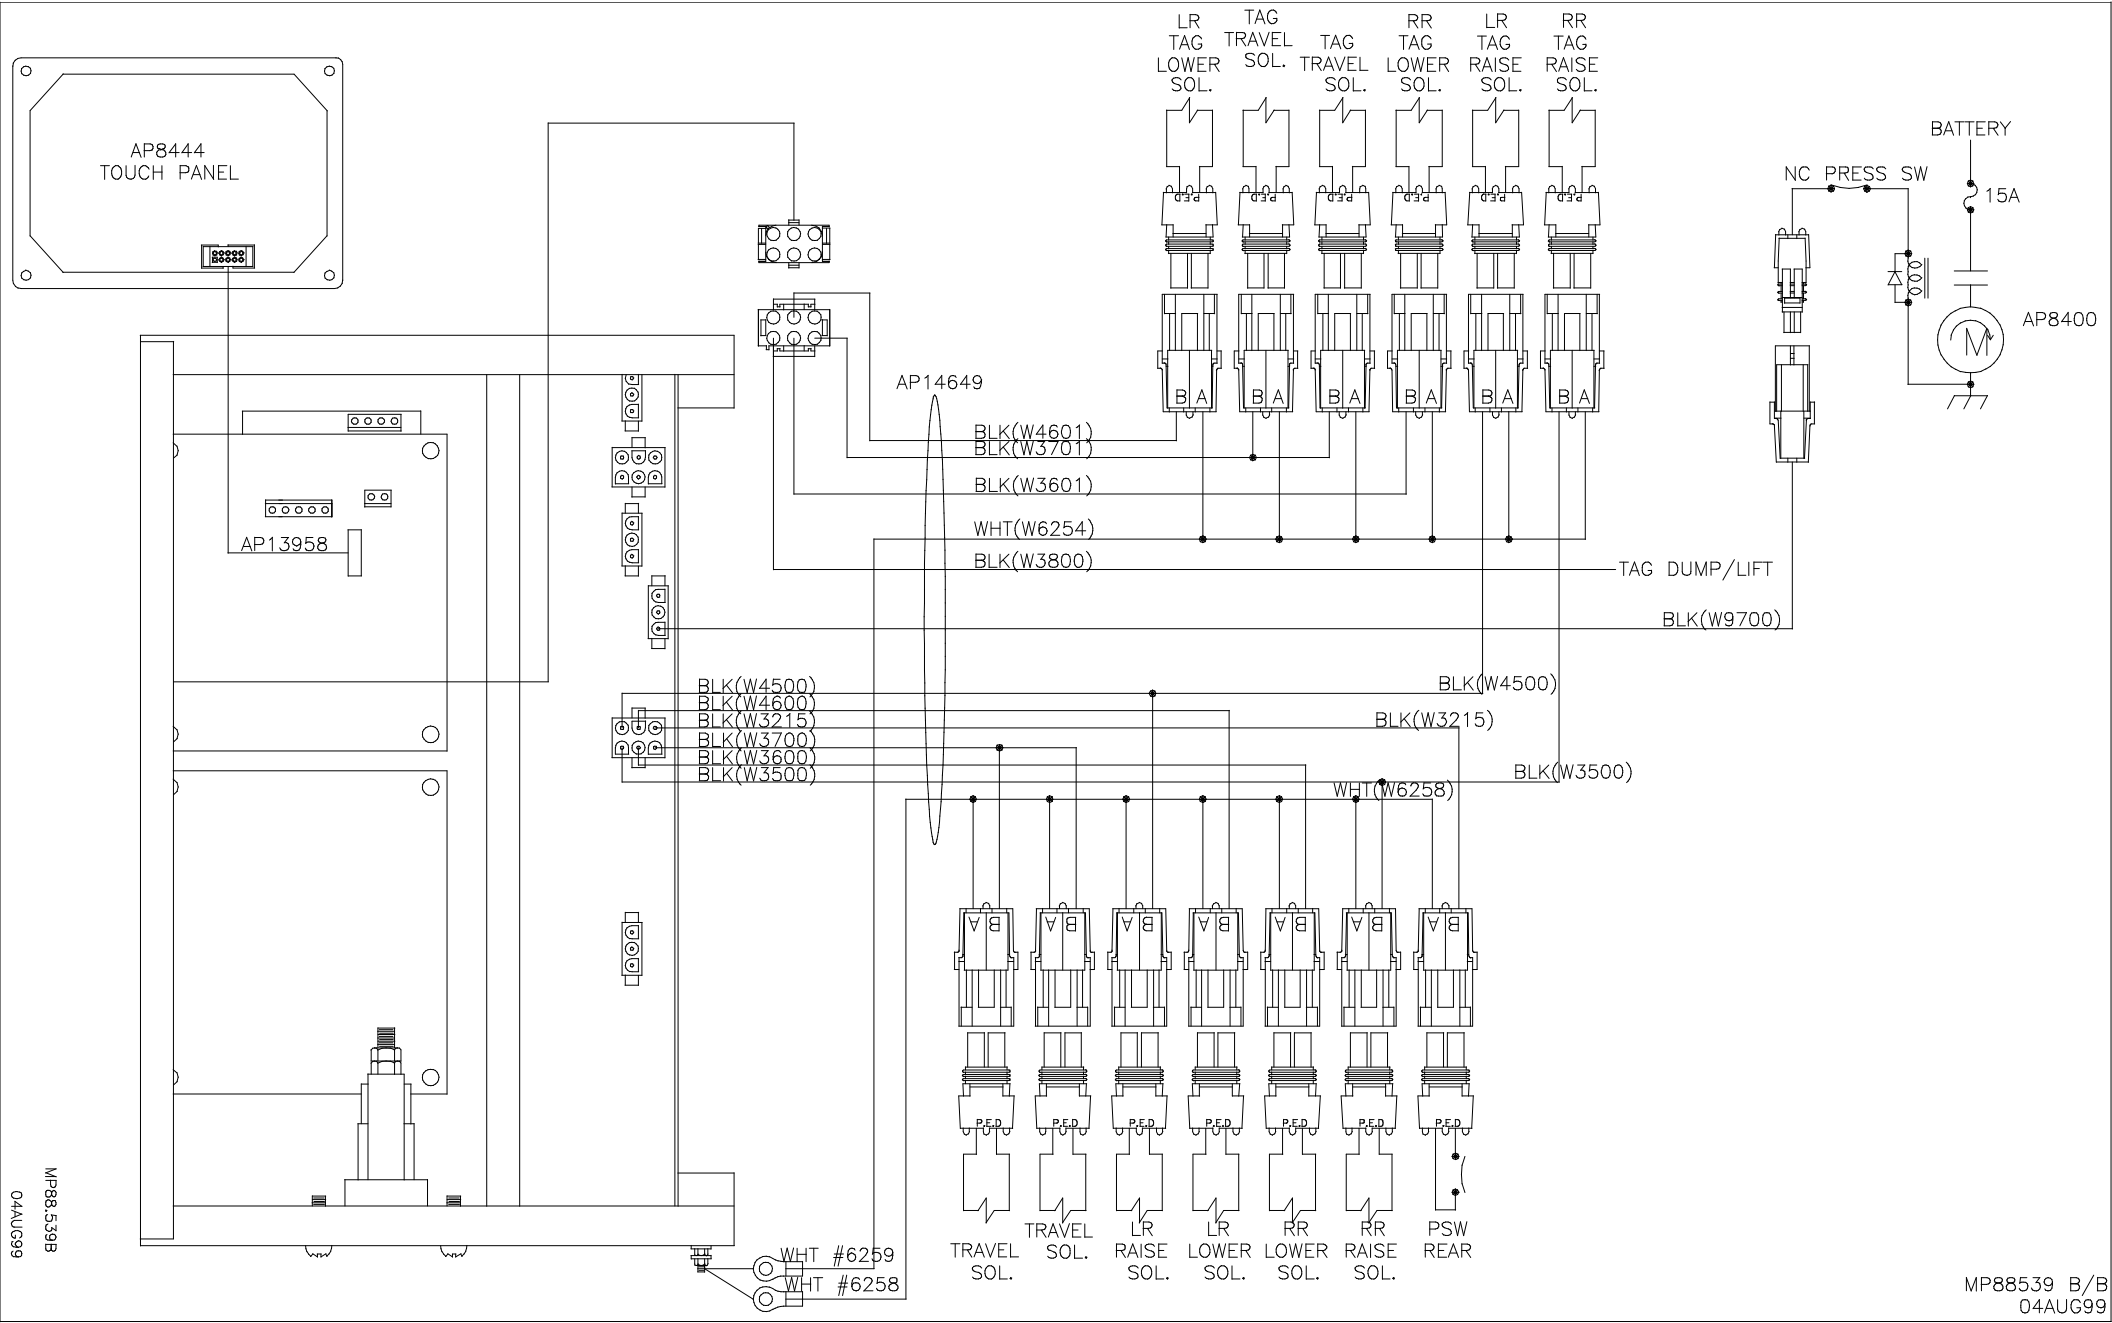 LR
TAG
LOWER
SOL.
TAG
TRAVEL
SOL.
TAG
TRAVEL
SOL.
RR
TAG
LOWER
SOL.
LR
TAG
RAISE
SOL.
RR
TAG
RAISE
SOL.
BATTERY
NC PRESS SW
15A
AP8400
M
AP8444
TOUCH PANEL
P.E.D
P.E.D
P.E.D
P.E.D
P.E.D
P.E.D
B A
B A
B A
B A
B A
B A
AP14649
BLK(W4601)
BLK(W3701)
BLK(W3601)
WHT(W6254)
BLK(W3800)
TAG DUMP/LIFT
BLK(W9700)
AP13958
BLK(W4500)
BLK(W4600)
BLK(W3215)
BLK(W3700)
BLK(W3600)
BLK(W3500)
BLK(W4500)
BLK(W3215)
BLK(W3500)
WHT(W6258)
A B
A B
A B
A B
A B
A B
A B
P.E.D
P.E.D
P.E.D
P.E.D
P.E.D
P.E.D
P.E.D
TRAVEL
SOL.
TRAVEL
SOL.
LR
RAISE
SOL.
LR
LOWER
SOL.
RR
LOWER
SOL.
RR
RAISE
SOL.
PSW
REAR
WHT #6259
WHT #6258
MP88.539B
04AUG99
MP88539 B/B
04AUG99